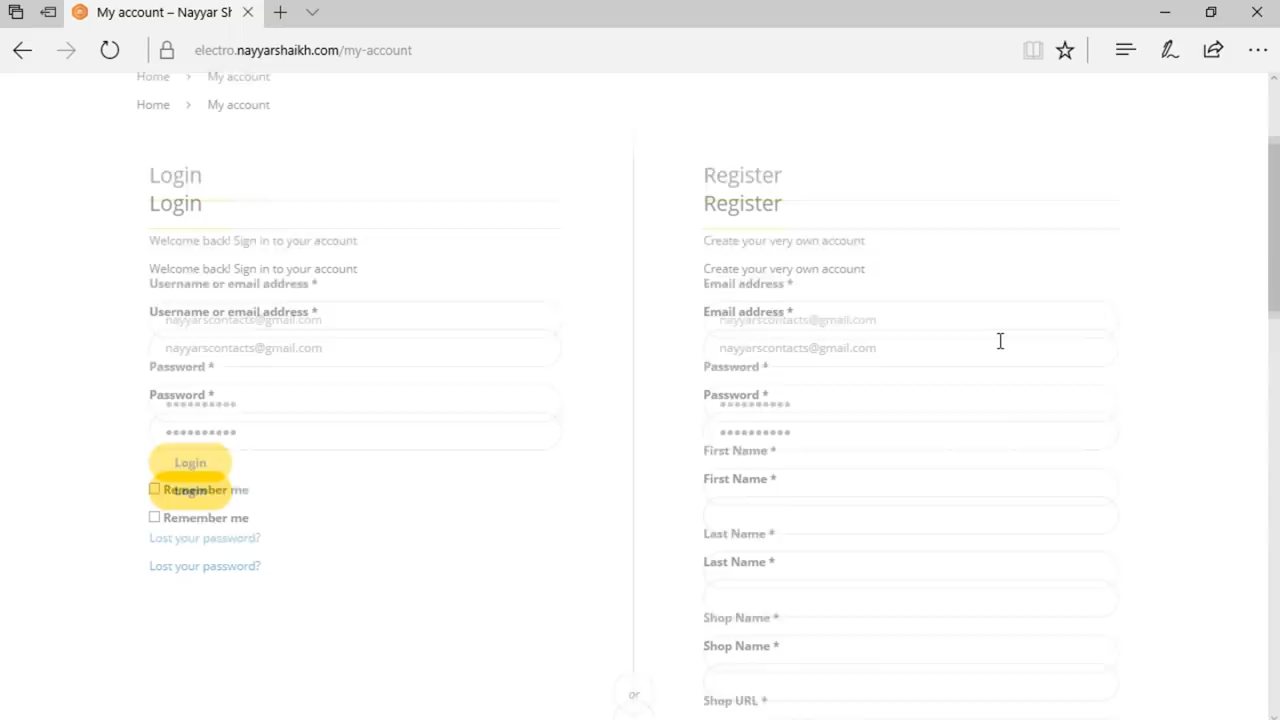 My account – Nayyar Sh
electro.nayyarshaikh.com/my-account
Home > My account
Home > My account
Login
Login
Welcome back! Sign in to your account
Welcome back! Sign in to your account
Username or email address *
Username or email address *
nayyarscontacts@gmail.com
nayyarscontacts@gmail.com
Password *
Password *
Login
Login
Remember me
Remember me
Lost your password?
Lost your password?
Register
Register
Create your very own account
Create your very own account
Email address *
Email address *
nayyarscontacts@gmail.com
nayyarscontacts@gmail.com
Password *
Password *
First Name *
First Name *
Last Name *
Last Name *
Shop Name *
Shop Name *
Shop URL *
or